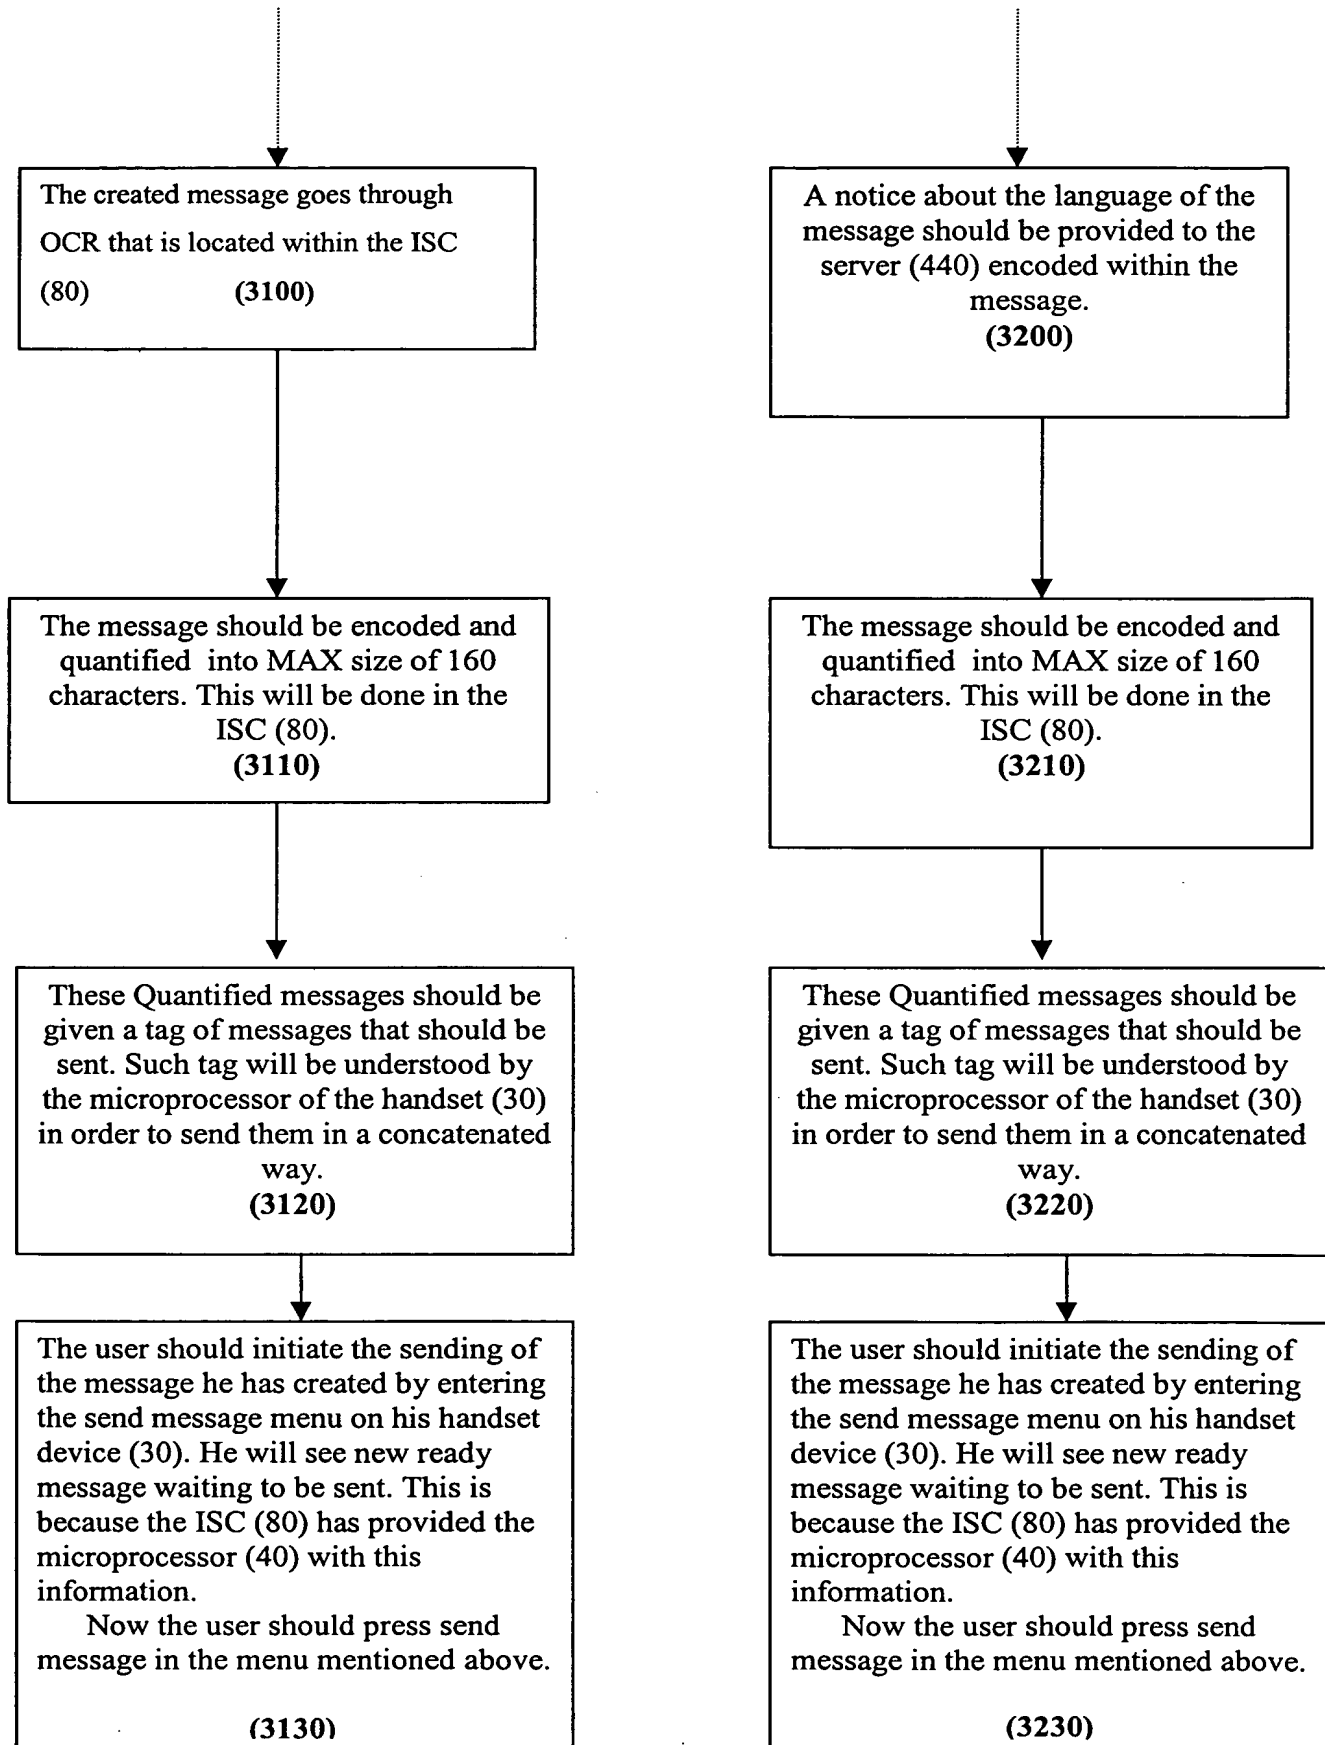 The created message goes through
OCR that is located within the ISC
(80) (3100)
The message should be encoded and
quantified into MAX size of 160
characters. This will be done in the
ISC (80).
(3110)
These Quantified messages should be
given a tag of messages that should be
sent. Such tag will be understood by
the microprocessor of the handset (30)
in order to send them in a concatenated
way.
(3120)
The user should initiate the sending of
the message he has created by entering
the send message menu on his handset
device (30). He will see new ready
message waiting to be sent. This is
because the ISC (80) has provided the
microprocessor (40) with this
information.
Now the user should press send
message in the menu mentioned above.
(3130)
A notice about the language of the
message should be provided to the
server (440) encoded within the
message.
(3200)
The message should be encoded and
quantified into MAX size of 160
characters. This will be done in the
ISC (80).
(3210)
These Quantified messages should be
given a tag of messages that should be
sent. Such tag will be understood by
the microprocessor of the handset (30)
in order to send them in a concatenated
way.
(3220)
The user should initiate the sending of
the message he has created by entering
the send message menu on his handset
device (30). He will see new ready
message waiting to be sent. This is
because the ISC (80) has provided the
microprocessor (40) with this
information.
Now the user should press send
message in the menu mentioned above.
(3230)